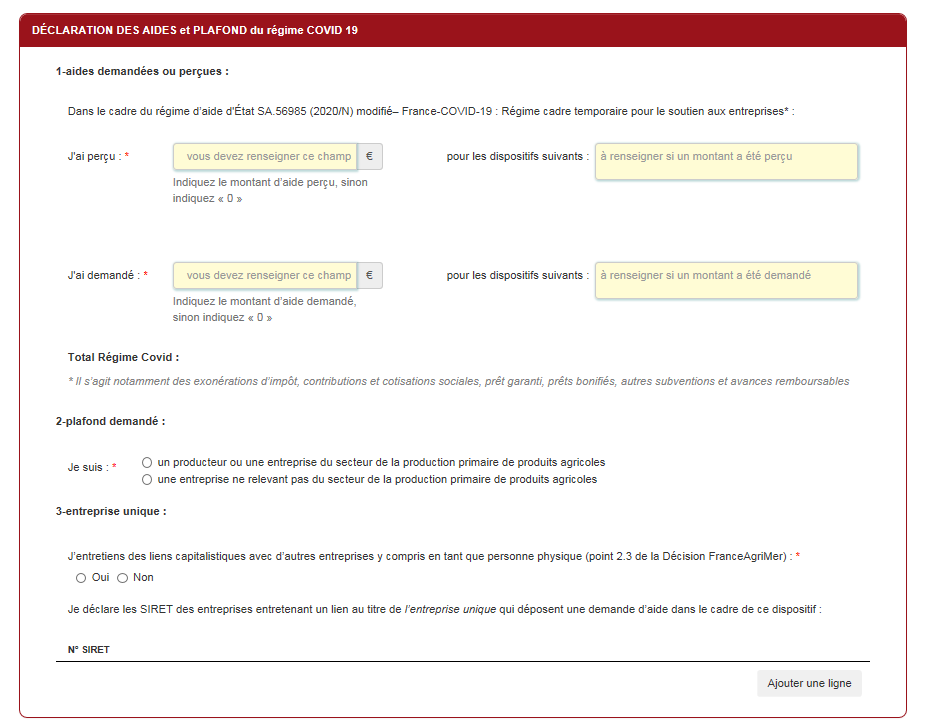 DÉCLARATION DES AIDES et PLAFOND du régime COVID 19
1-aides demandées ou perçues :
Dans le cadre du régime d'aide d'État SA.56985 (2020/N) modifié– France-COVID-19 : Régime cadre temporaire pour le soutien aux entreprises* :
J'ai perçu : * vous devez renseigner ce champ € pour les dispositifs suivants : à renseigner si un montant a été perçu
Indiquez le montant d'aide perçu, sinon
indiquez « 0 »
J'ai demandé : * vous devez renseigner ce champ € pour les dispositifs suivants : à renseigner si un montant a été demandé
Indiquez le montant d'aide demandé,
sinon indiquez « 0 »
Total Régime Covid :
* Il s'agit notamment des exonérations d'impôt, contributions et cotisations sociales, prêt garanti, prêts bonifiés, autres subventions et avances remboursables
2-plafond demandé :
Je suis : *
un producteur ou une entreprise du secteur de la production primaire de produits agricoles
une entreprise ne relevant pas du secteur de la production primaire de produits agricoles
3-entreprise unique :
J'entretiens des liens capitalistiques avec d'autres entreprises y compris en tant que personne physique (point 2.3 de la Décision FranceAgriMer) : *
Oui Non
Je déclare les SIRET des entreprises entretenant un lien au titre de l'entreprise unique qui déposent une demande d'aide dans le cadre de ce dispositif :
N° SIRET
Ajouter une ligne